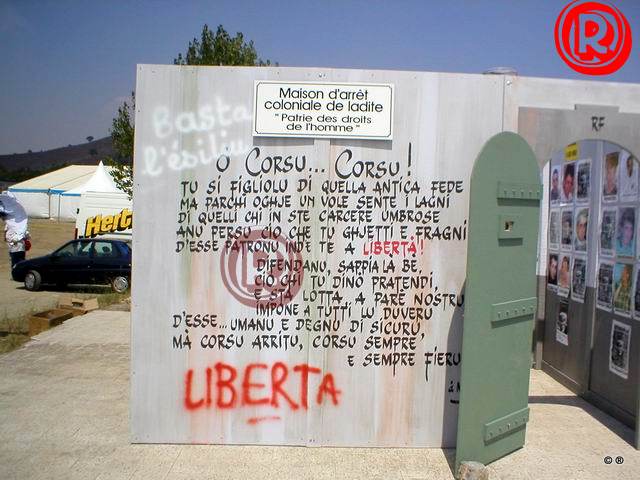 Maison d'arrêt
coloniale de ladite
"Patrie des droits
de l'homme"
Basta
l'ésiliu
O CORSU... CORSU!
TU SI FIGLIOLU DI QUELLA ANTICA FEDE
MA PARCHI OGHJE UN VOLE SENTE I LAGNI
DI QUELLI CHI IN STE CARCERE UMBROSE
ANU PERSU CIÒ CHE TU GHJETTI E FRAGNI
D'ESSE PATRONU INDE TE A LIBERTÀ!
DIFENDANU, SAPPIA LA BÈ,
CIÒ CHI TU DINÒ PRATENDI,
E STA LOTTA, A PARE NOSTRU
IMPONE A TUTTI LU DUVERU
D'ESSE... UMANU E DEGNU DI SICURU,
MÀ CORSU ARRITU, CORSU SEMPRE,
E SEMPRE FIERU
LIBERTA
Hertz
RF
R
R
© ®